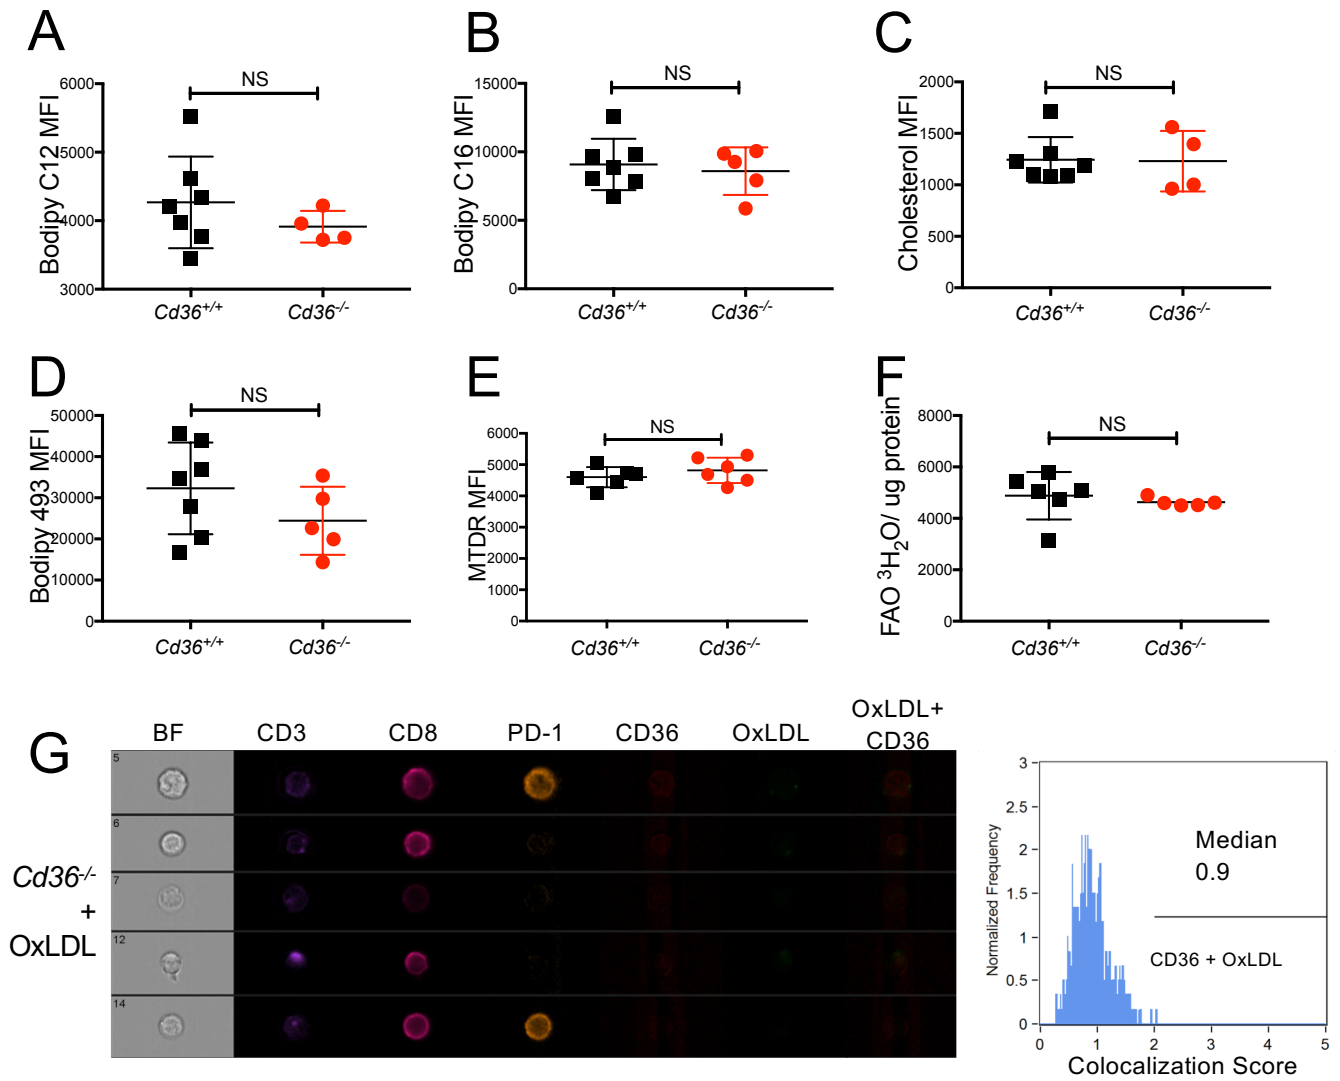 A
B
C
6000
5000
4000
3000
Bodipy C12 MFI
NS
Cd36+/+
Cd36-/-
15000
10000
5000
0
Bodipy C16 MFI
NS
Cd36+/+
Cd36-/-
2000
1500
1000
500
0
Cholesterol MFI
NS
Cd36+/+
Cd36-/-
D
E
F
50000
40000
30000
20000
10000
0
Bodipy 493 MFI
NS
Cd36+/+
Cd36-/-
6000
5000
4000
3000
2000
1000
0
MTDR MFI
NS
Cd36+/+
Cd36-/-
8000
6000
4000
2000
0
FAO 3H2O/ ug protein
NS
Cd36+/+
Cd36-/-
G
BF
CD3
CD8
PD-1
CD36
OxLDL
OxLDL+
CD36
5
6
7
12
14
Cd36-/-
+
OxLDL
3
2.5
2
1.5
1
0.5
0
Normalized Frequency
Median
0.9
CD36 + OxLDL
0 1 2 3 4 5
Colocalization Score